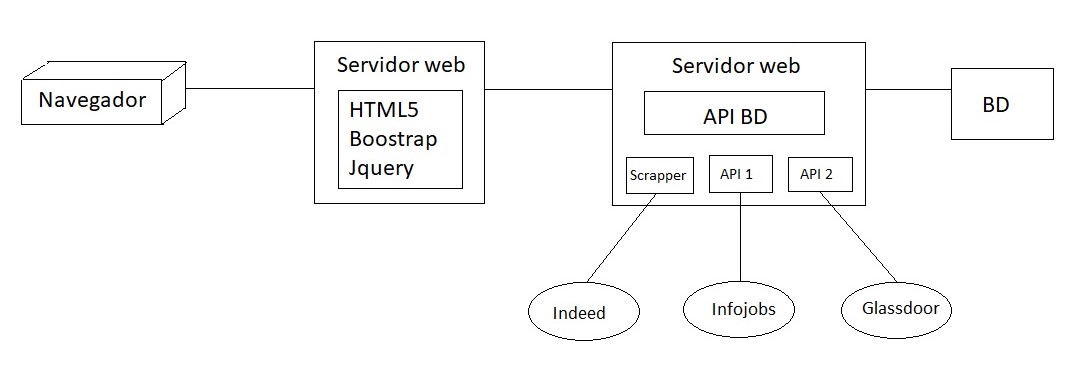 Navegador
Servidor web
HTML5
Boostrap
Jquery
Servidor web
API BD
Scrapper
API 1
API 2
BD
Indeed
Infojobs
Glassdoor